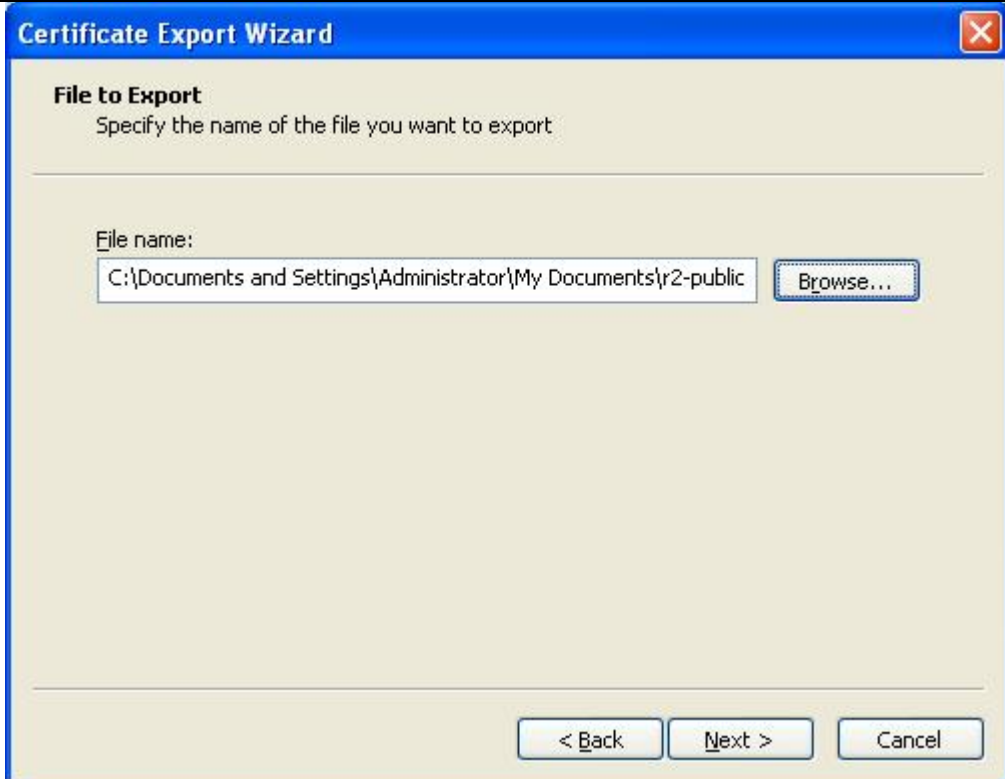 Certificate Export Wizard
File to Export
Specify the name of the file you want to export
File name:
C:\Documents and Settings\Administrator\My Documents\r2-public
Browse...
< Back
Next >
Cancel